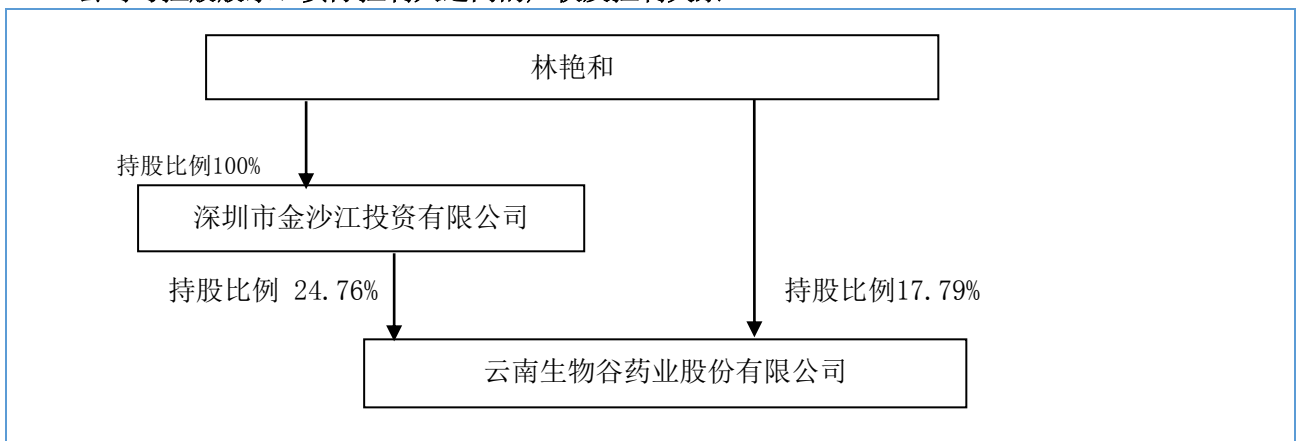 林艳和
持股比例100%
深圳市金沙江投资有限公司
持股比例 24.76%
持股比例17.79%
云南生物谷药业股份有限公司